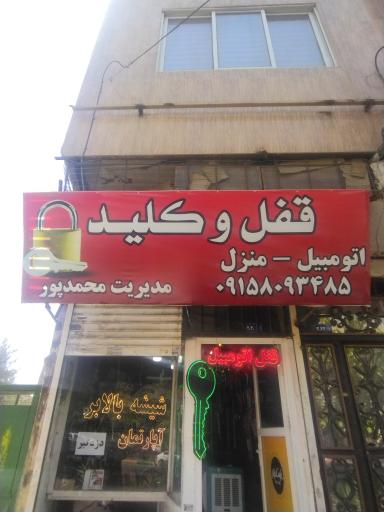 قفل و کلید
اتومبیل - منزل
مدیریت محمدپور
۰۹۱۵۸۰۹۳۴۸۵
قفل اتومبیل
شیشه بالابر
آپارتمان